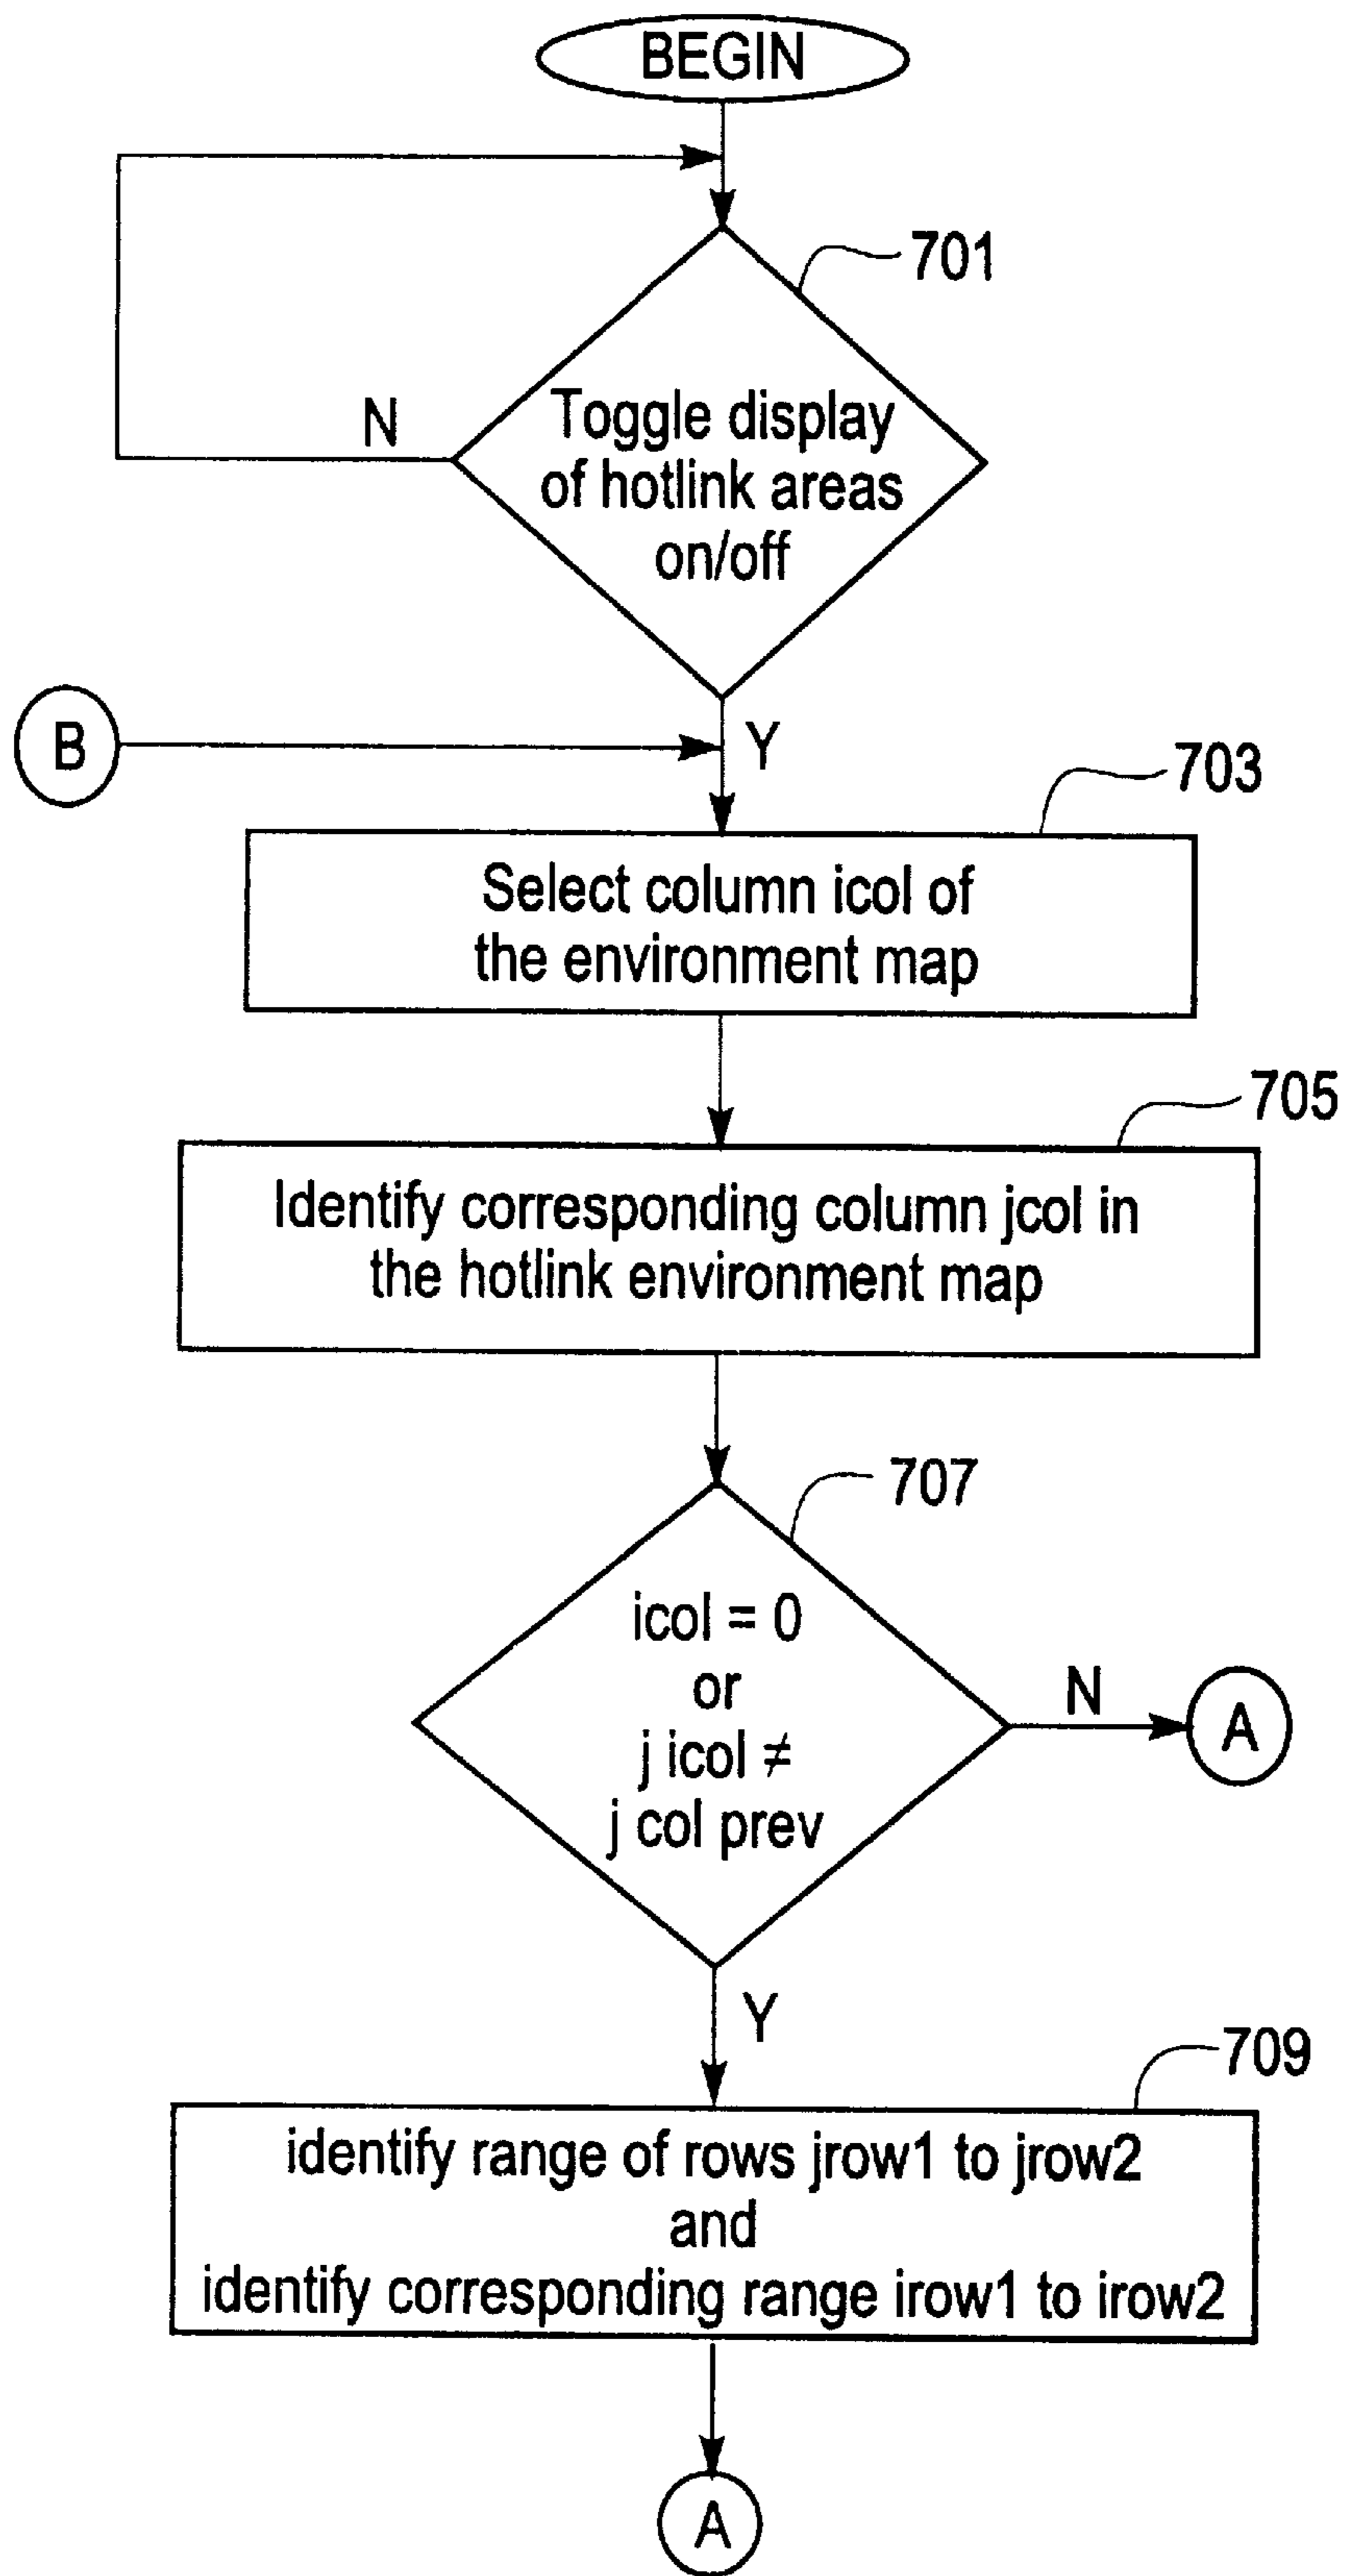 BEGIN
701
N
Toggle display
of hotlink areas
on/off
B
Y
703
Select column icol of
the environment map
705
Identify corresponding column jcol in
the hotlink environment map
707
icol = 0
or
j icol ≠
j col prev
N
A
Y
709
identify range of rows jrow1 to jrow2
and
identify corresponding range irow1 to irow2
A